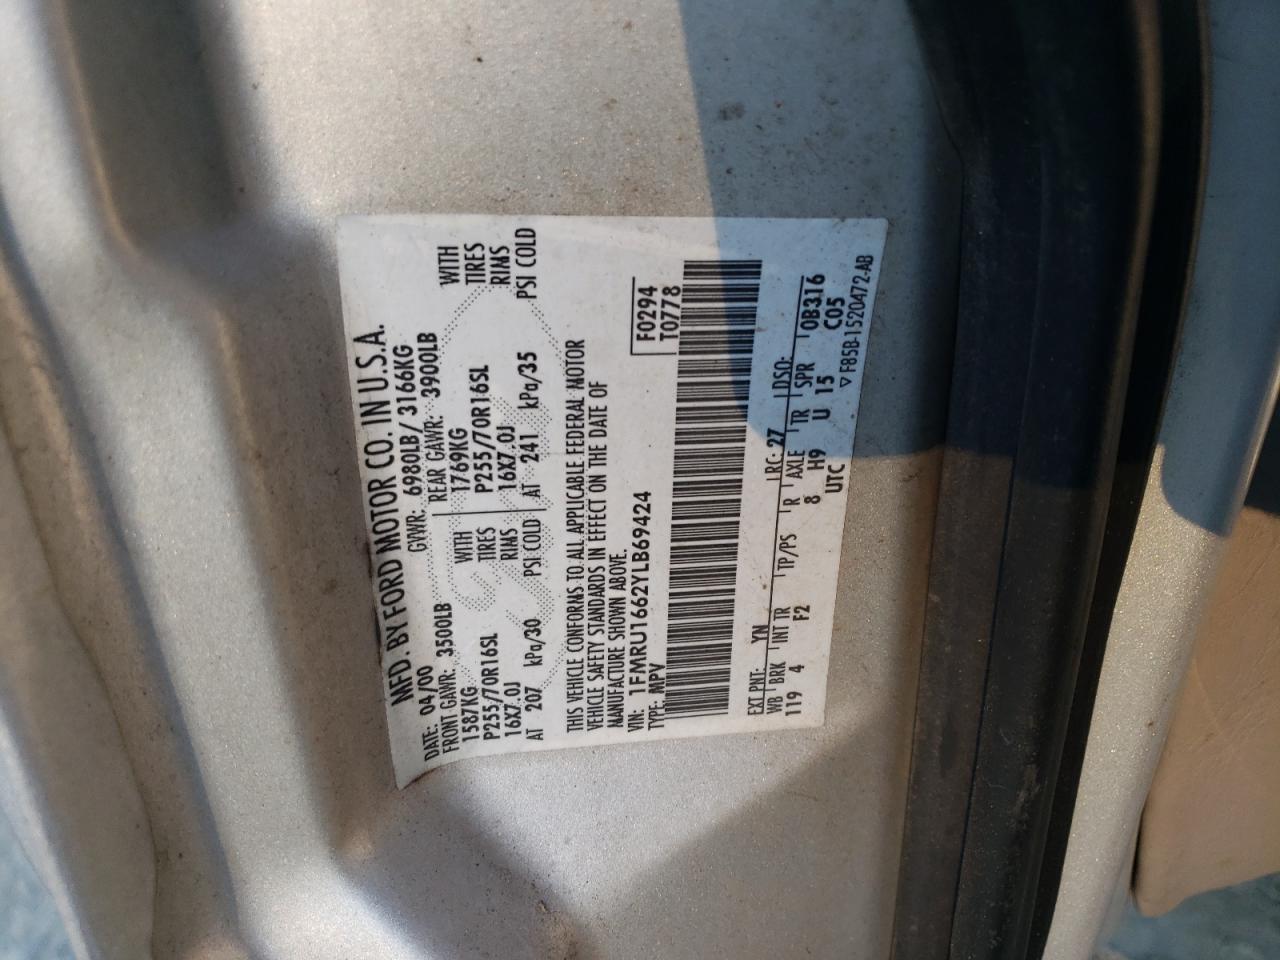 MFD. BY FORD MOTOR CO. IN U.S.A.
DATE: 04/00 GVWR: 6980LB/ 3166KG
FRONT GAWR: 3500LB REAR GAWR: 3900LB
1587KG WITH 1769KG WITH
P255/70R16SL TIRES P255/70R16SL TIRES
16X7.0J RIMS 16X7.0J RIMS
AT 207 kPa/30 PSI COLD AT 241 kPa/35 PSI COLD
THIS VEHICLE CONFORMS TO ALL APPLICABLE FEDERAL MOTOR
VEHICLE SAFETY STANDARDS IN EFFECT ON THE DATE OF
MANUFACTURE SHOWN ABOVE.
VIN: 1FMRU1662YLB69424 F0294
TYPE: MPV T0778
EXT PNT: YN RC: 27 DSO:
WB BRK INT TR TP/PS R AXLE TR SPR 0B316
119 4 F2 8 H9 U 15 C05
UTC ▽ F85B-1520472-AB